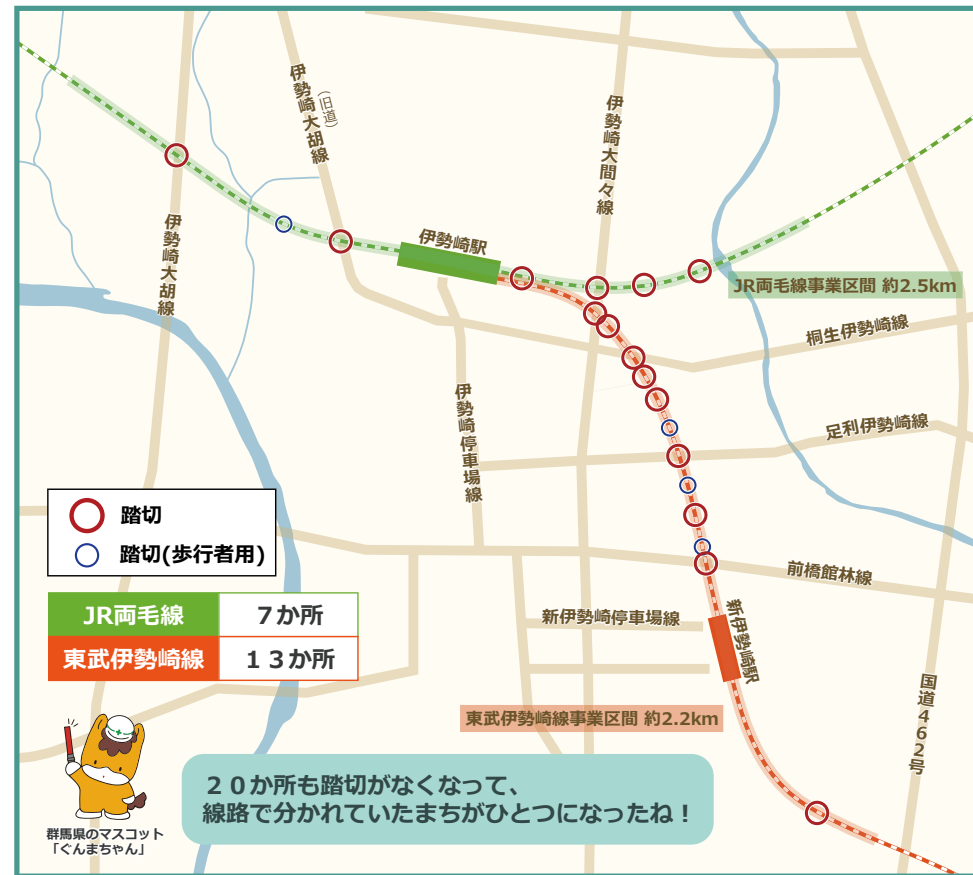 伊勢崎大胡線
(旧道)
伊勢崎大間々線
伊勢崎駅
伊勢崎大胡線
JR両毛線事業区間 約2.5km
桐生伊勢崎線
伊勢崎停車場線
足利伊勢崎線
踏切
踏切(歩行者用)
前橋館林線
JR両毛線 7か所
東武伊勢崎線 13か所
新伊勢崎停車場線
新伊勢崎駅
国道462号
東武伊勢崎線事業区間 約2.2km
20か所も踏切がなくなって、
線路で分かれていたまちがひとつになったね!
群馬県のマスコット
「ぐんまちゃん」